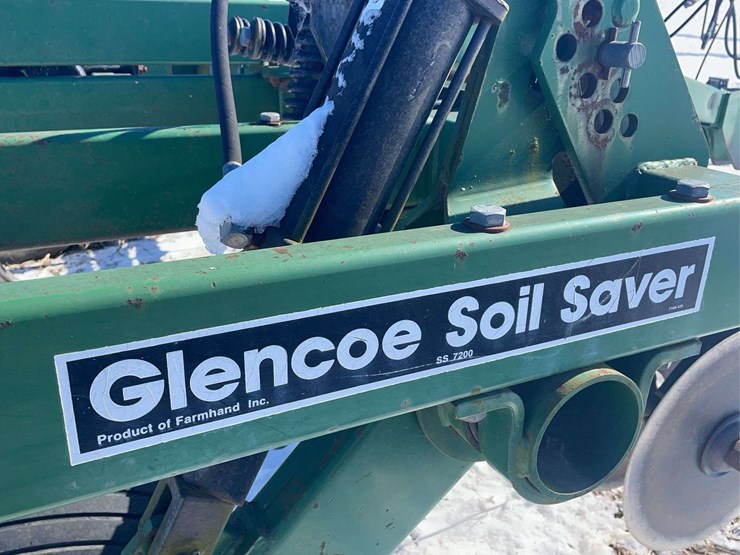 Glencoe Soil Saver
SS 7200
Product of Farmhand Inc.